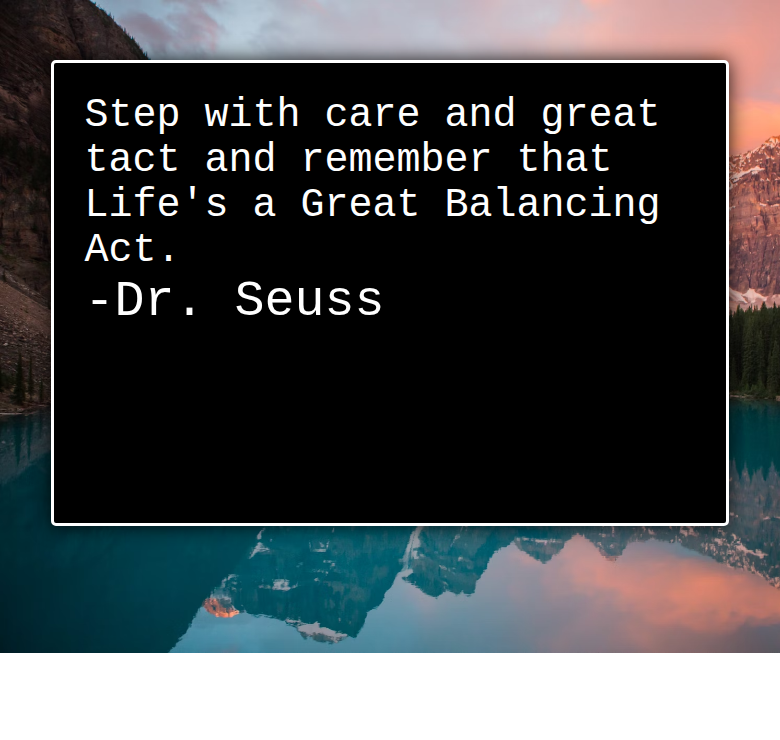 Step with care and great
tact and remember that
Life's a Great Balancing
Act.
-Dr. Seuss